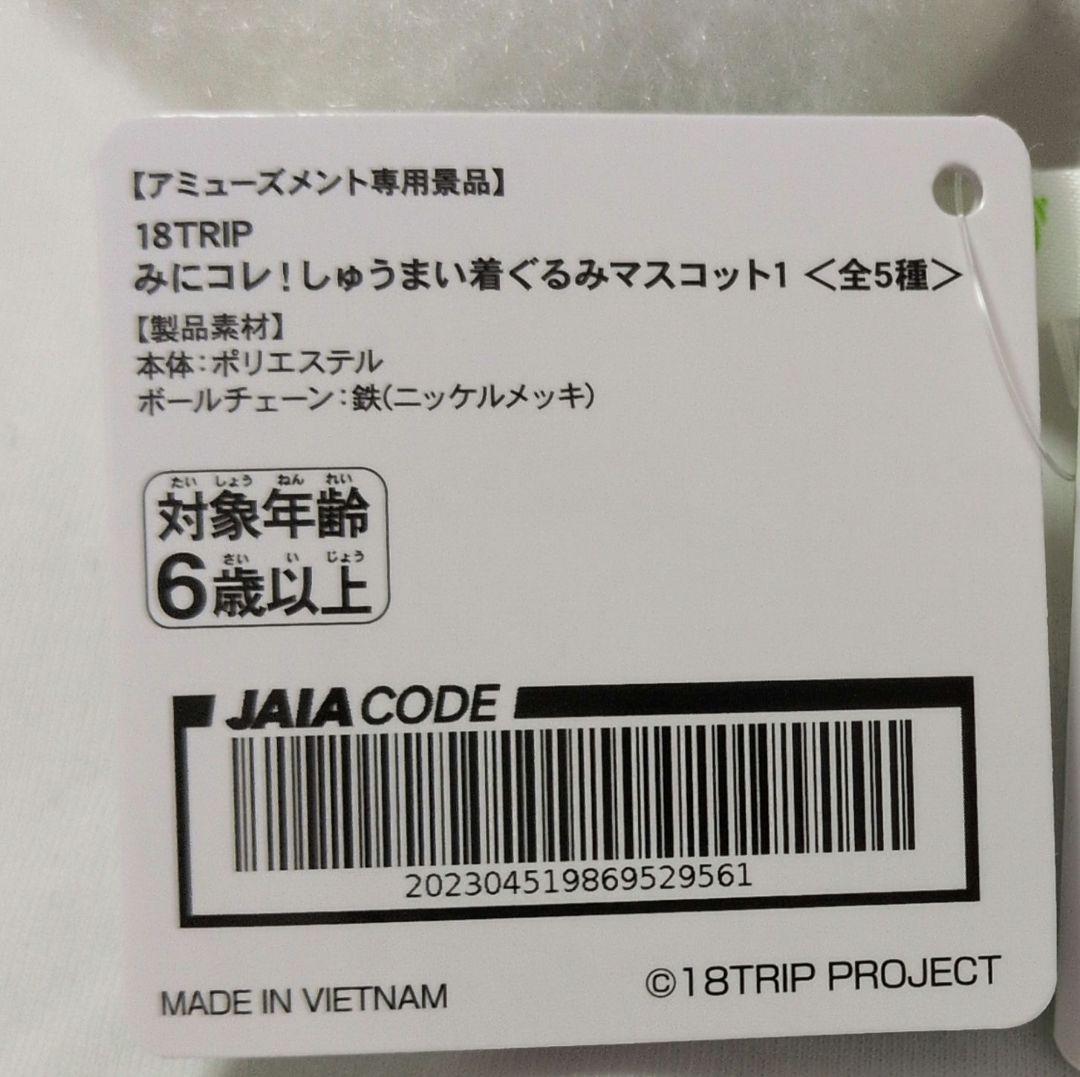 【アミューズメント専用景品】
18TRIP
みにコレ！しゅうまい着ぐるみマスコット1 ＜全5種＞
【製品素材】
本体：ポリエステル
ボールチェーン：鉄(ニッケルメッキ)
たい しょう ねん れい
対象年齢
さい い じょう
6歳以上
JAIA CODE
202304519869529561
MADE IN VIETNAM
©18TRIP PROJECT